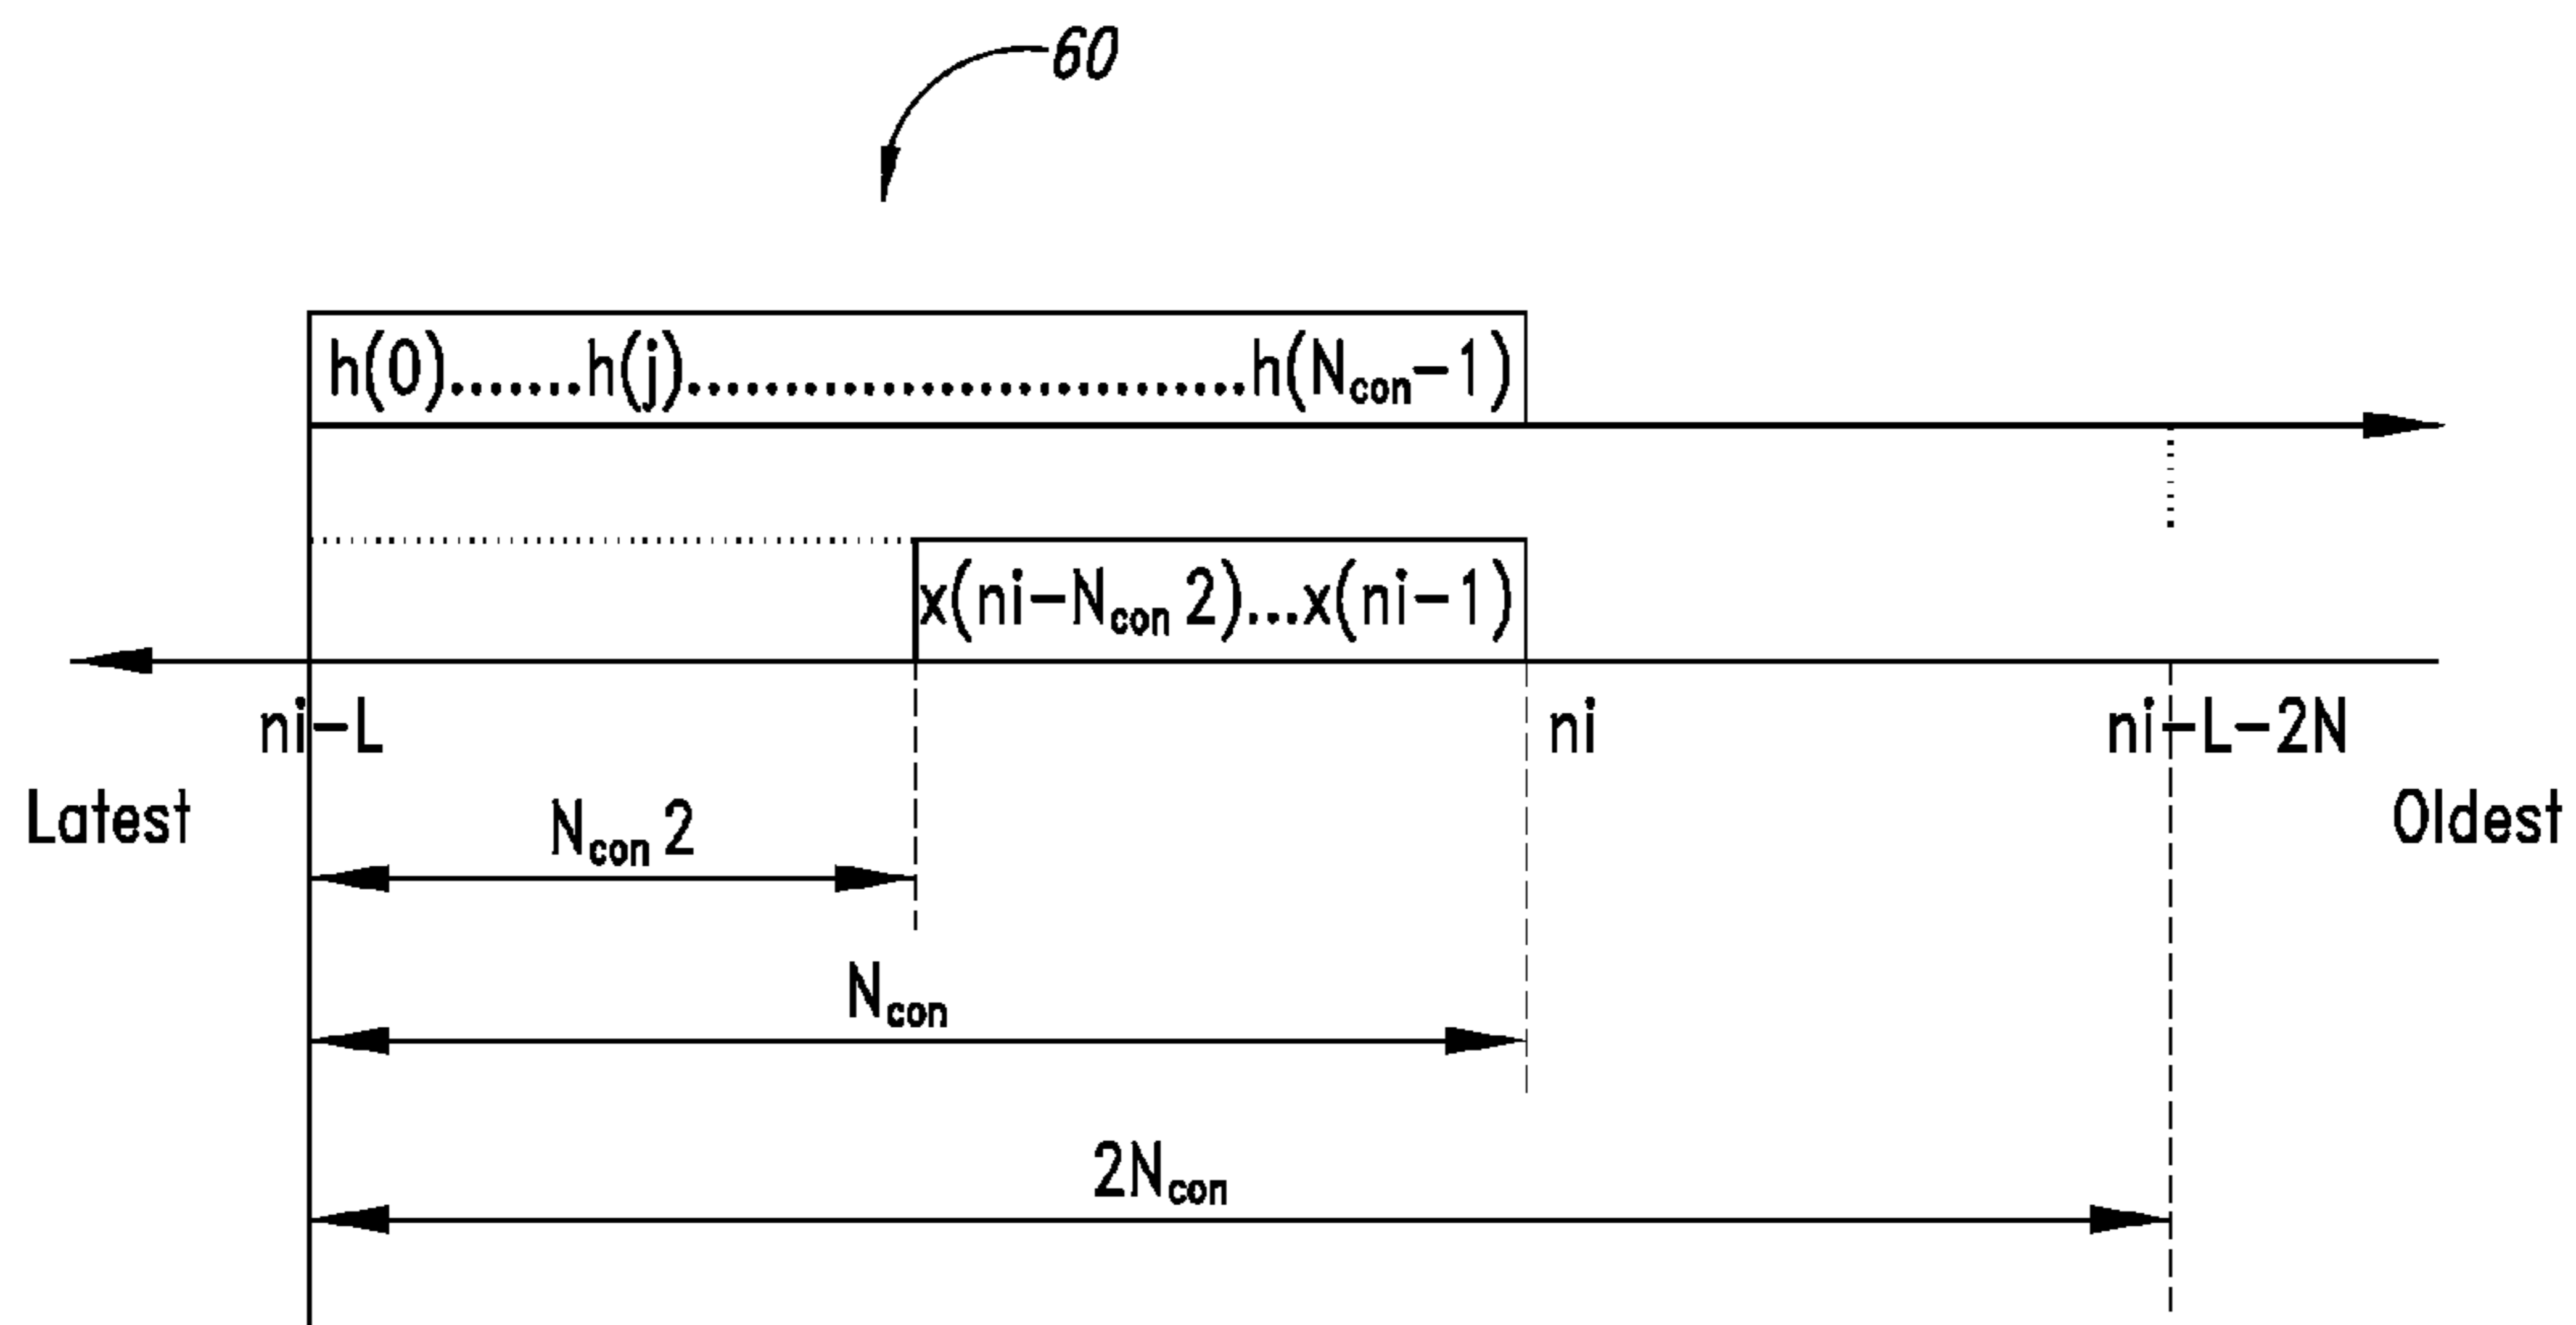 60
h(0).......h(j)............................h(Ncon-1)
x(ni-Ncon 2)...x(ni-1)
ni-L
ni
ni-L-2N
Latest
Oldest
Ncon 2
Ncon
2Ncon